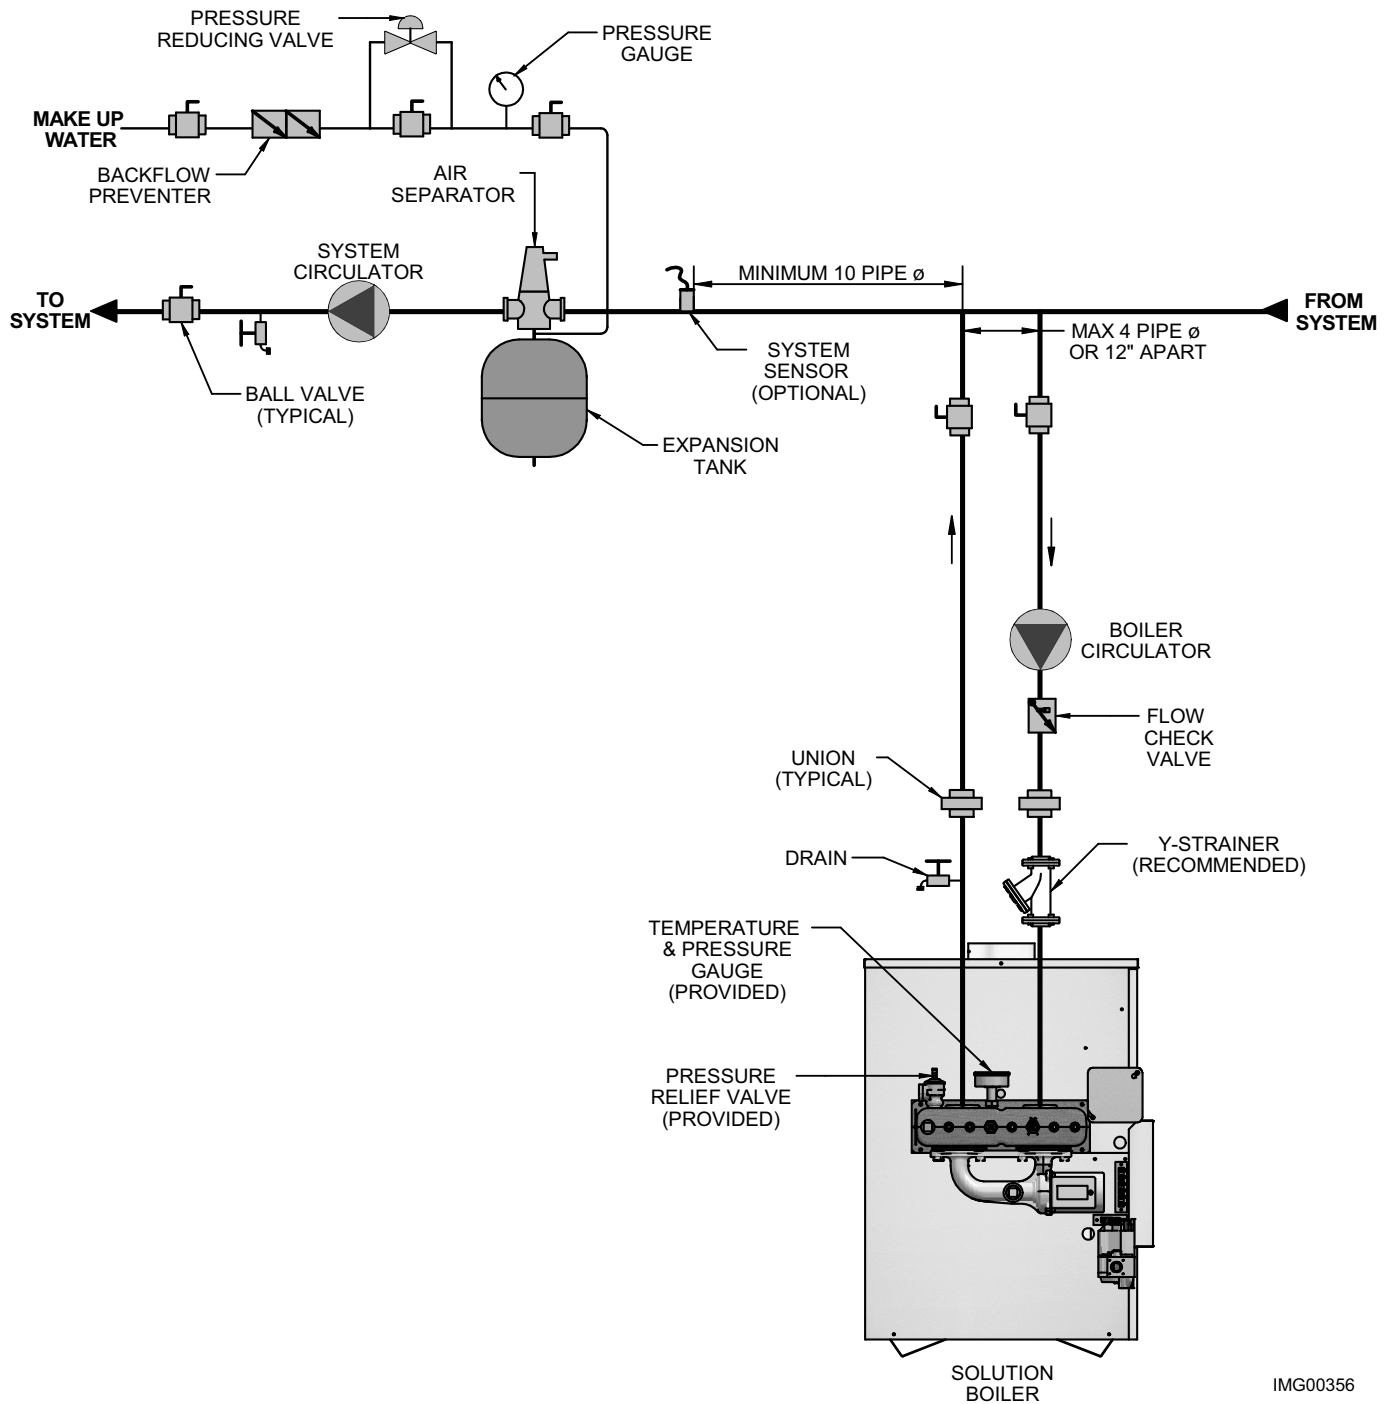 PRESSURE
REDUCING VALVE
PRESSURE
GAUGE
MAKE UP
WATER
BACKFLOW
PREVENTER
AIR
SEPARATOR
SYSTEM
CIRCULATOR
MINIMUM 10 PIPE ø
TO
SYSTEM
FROM
SYSTEM
MAX 4 PIPE ø
OR 12" APART
SYSTEM
SENSOR
(OPTIONAL)
BALL VALVE
(TYPICAL)
EXPANSION
TANK
BOILER
CIRCULATOR
FLOW
CHECK
VALVE
UNION
(TYPICAL)
DRAIN
Y-STRAINER
(RECOMMENDED)
TEMPERATURE
& PRESSURE
GAUGE
(PROVIDED)
PRESSURE
RELIEF VALVE
(PROVIDED)
SOLUTION
BOILER
IMG00356